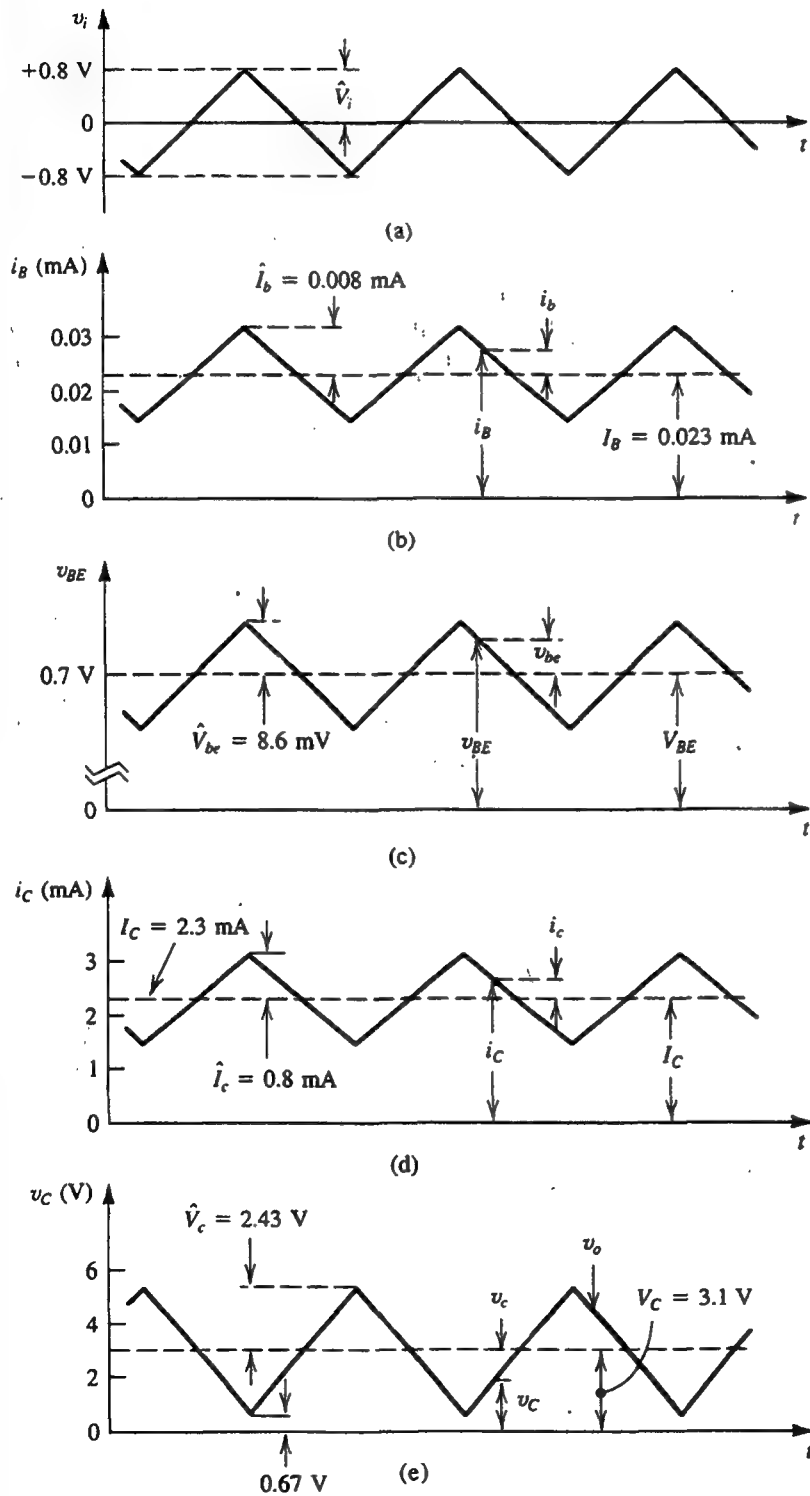 v_i
+0.8 V
V̂_i
0
t
−0.8 V
(a)
i_B (mA)
Î_b = 0.008 mA
i_b
0.03
0.02
0.01
i_B
I_B = 0.023 mA
0
t
(b)
v_BE
0.7 V
v_be
V̂_be = 8.6 mV
v_BE
V_BE
0
t
(c)
i_C (mA)
I_C = 2.3 mA
i_c
3
2
1
Î_c = 0.8 mA
i_C
I_C
0
t
(d)
v_C (V)
V̂_c = 2.43 V
v_o
6
v_c
V_C = 3.1 V
4
2
v_C
0
t
0.67 V
(e)